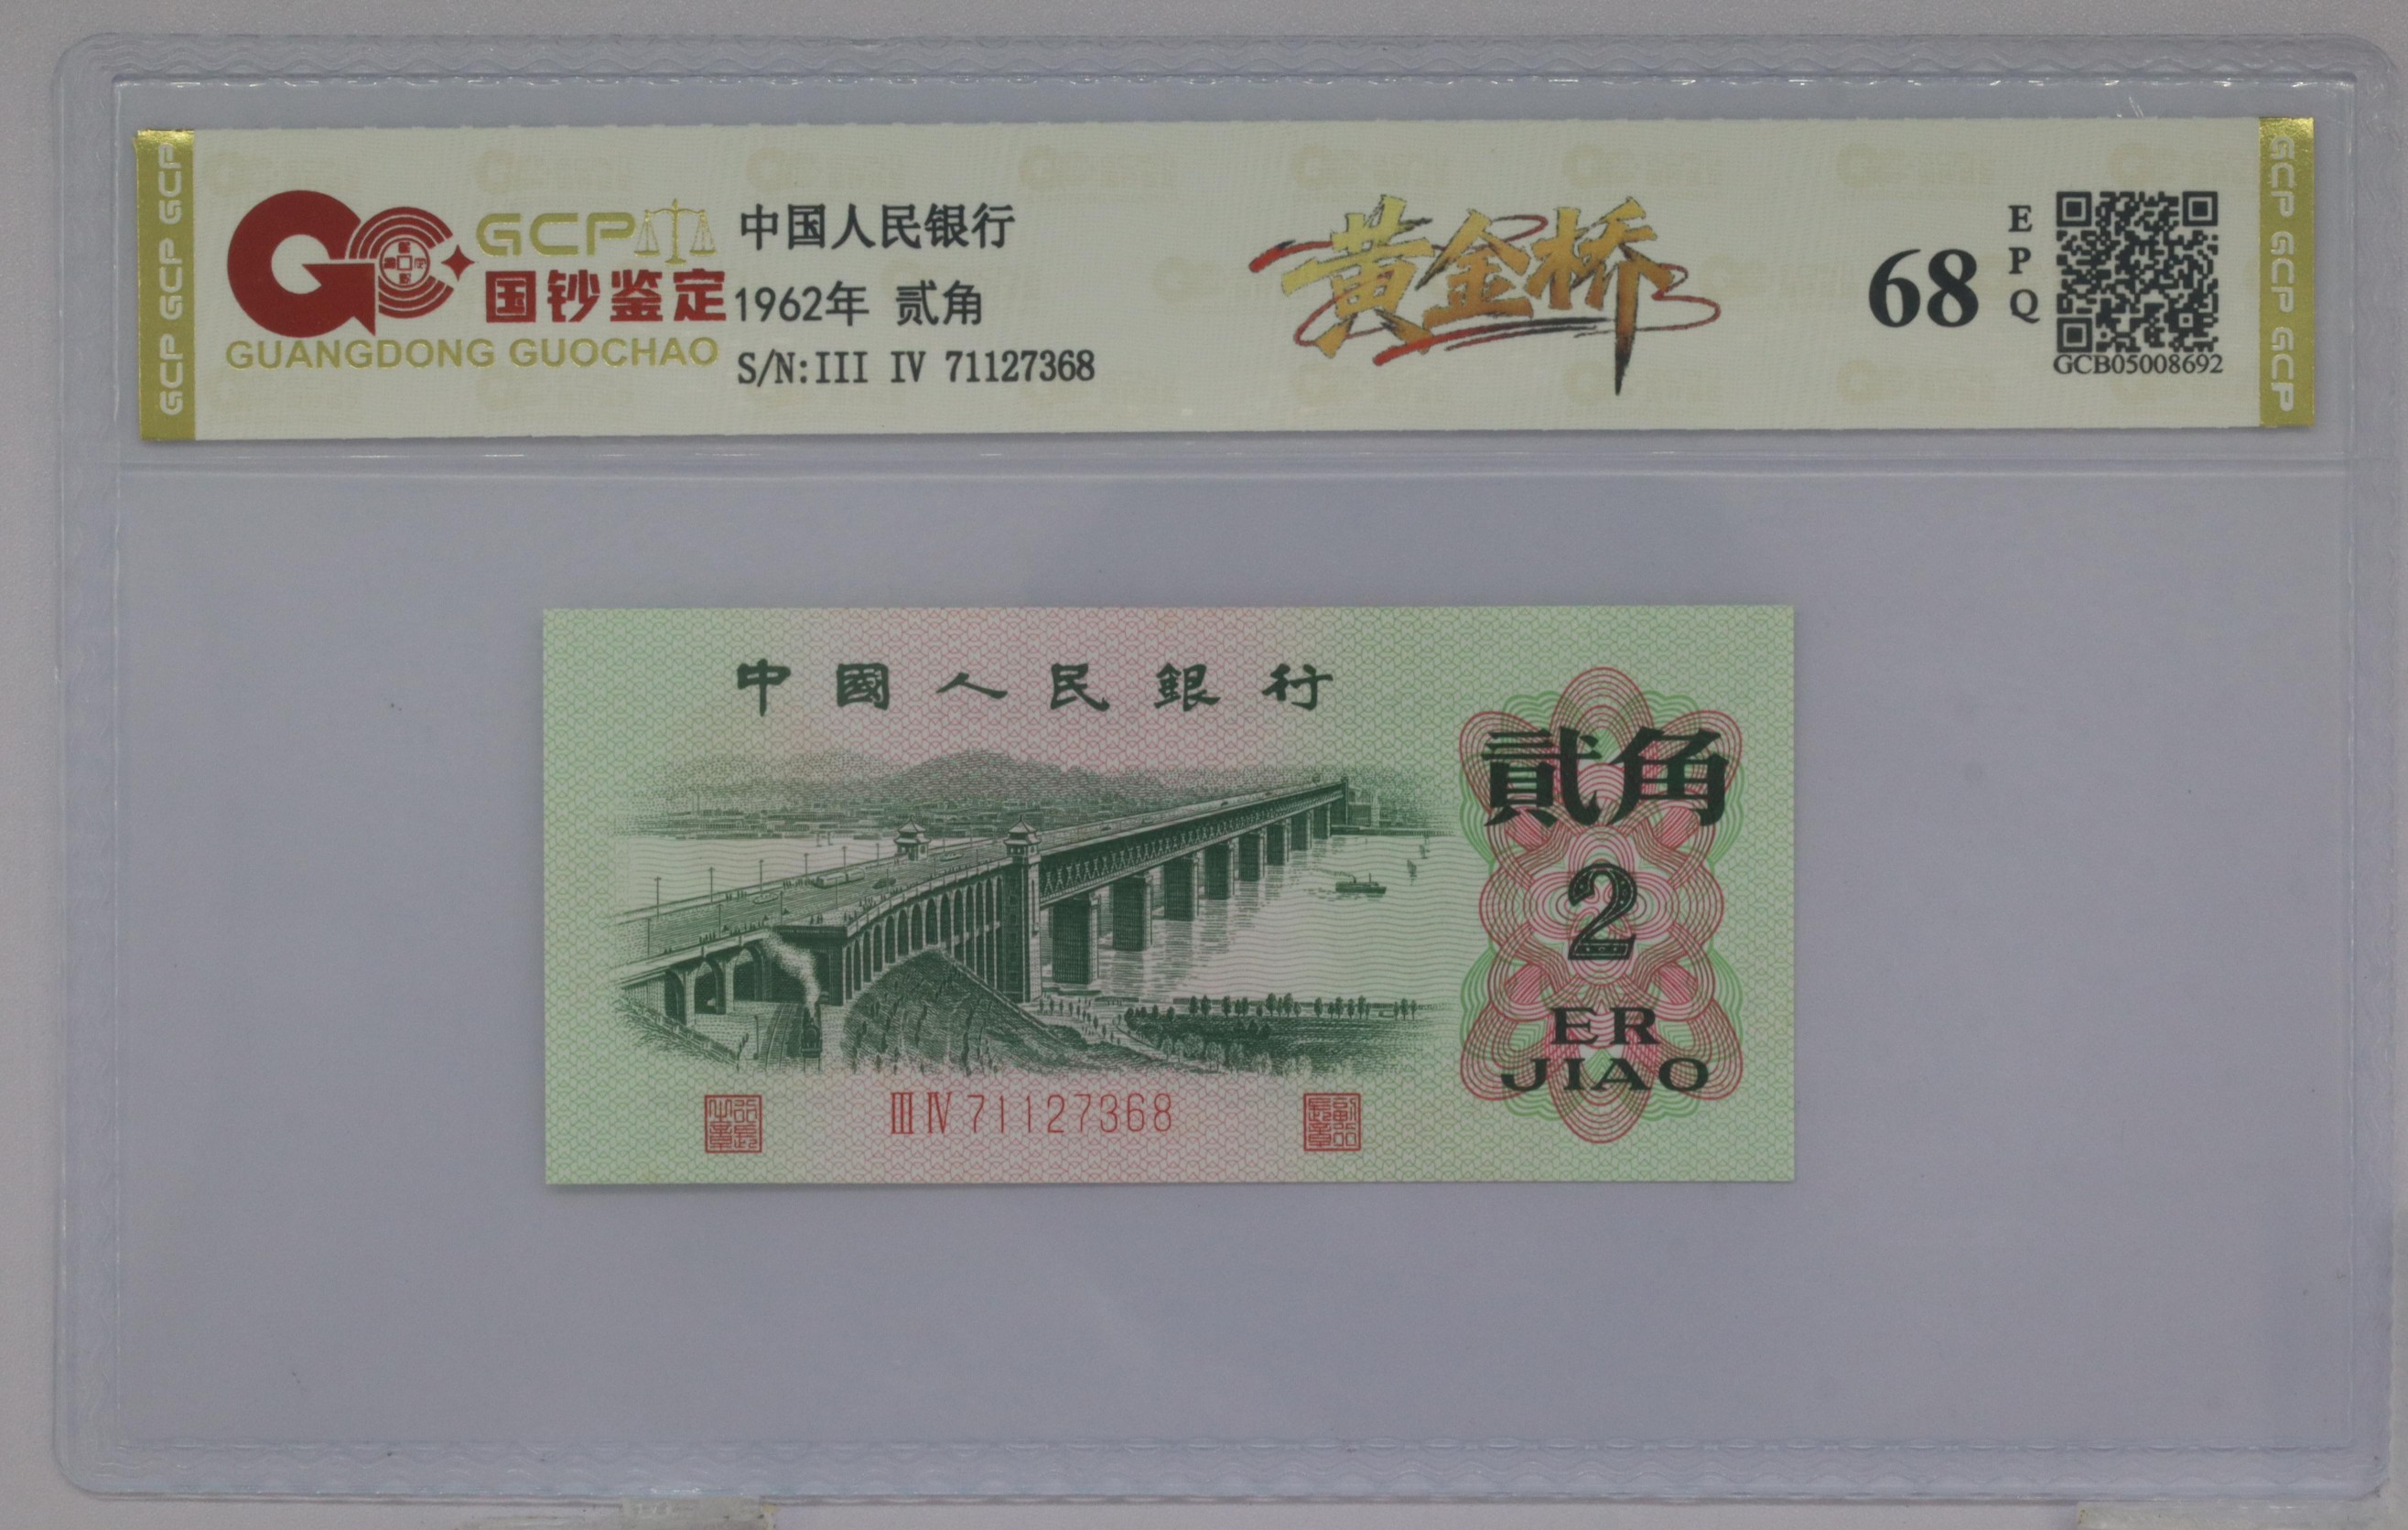 GCP
国钞鉴定
GUANGDONG GUOCHAO
中国人民银行
1962年 贰角
S/N:III IV 71127368
黄金桥
68
EPQ
GCB05008692
GCP GCP GCP
GCP GCP GCP
中國人民銀行
貳角
2
ER
JIAO
III IV 71127368